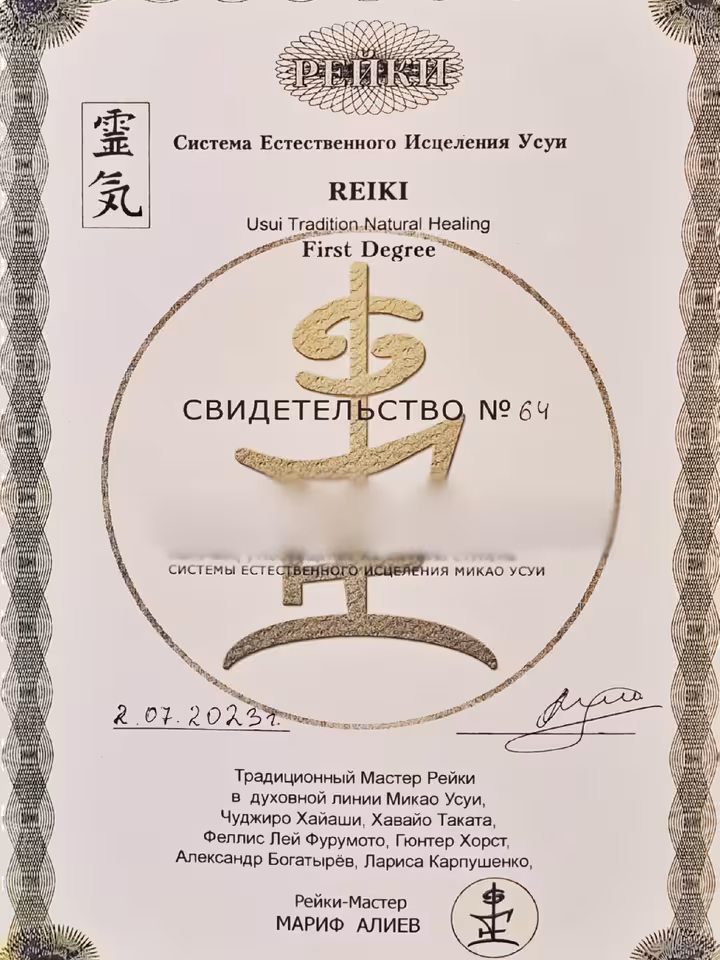 РЕЙКИ
靈
気
Система Естественного Исцеления Усуи
REIKI
Usui Tradition Natural Healing
First Degree
СВИДЕТЕЛЬСТВО № 64
СИСТЕМЫ ЕСТЕСТВЕННОГО ИСЦЕЛЕНИЯ МИКАО УСУИ
2.07.2023г.
Традиционный Мастер Рейки
в духовной линии Микао Усуи,
Чуджиро Хайаши, Хавайо Таката,
Феллис Лей Фурумото, Гюнтер Хорст,
Александр Богатырёв, Лариса Карпушенко,
Рейки-Мастер
МАРИФ АЛИЕВ